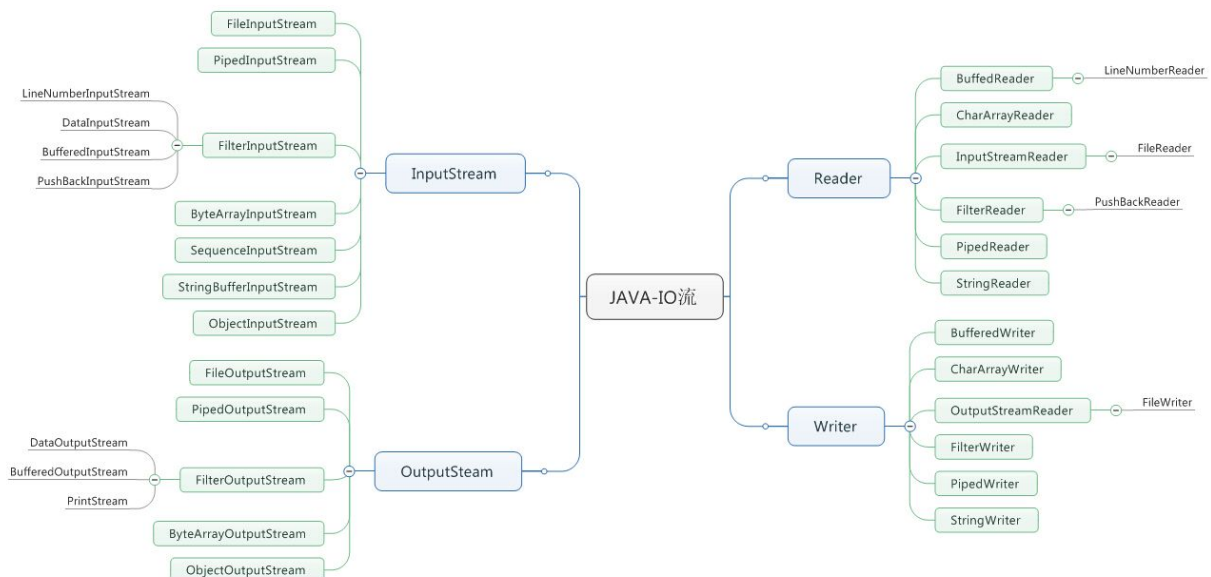 JAVA-IO流
InputStream
FileInputStream
PipedInputStream
FilterInputStream
LineNumberInputStream
DataInputStream
BufferedInputStream
PushBackInputStream
ByteArrayInputStream
SequenceInputStream
StringBufferInputStream
ObjectInputStream
OutputSteam
FileOutputStream
PipedOutputStream
FilterOutputStream
DataOutputStream
BufferedOutputStream
PrintStream
ByteArrayOutputStream
ObjectOutputStream
Reader
BuffedReader
LineNumberReader
CharArrayReader
InputStreamReader
FileReader
FilterReader
PushBackReader
PipedReader
StringReader
Writer
BufferedWriter
CharArrayWriter
OutputStreamReader
FileWriter
FilterWriter
PipedWriter
StringWriter